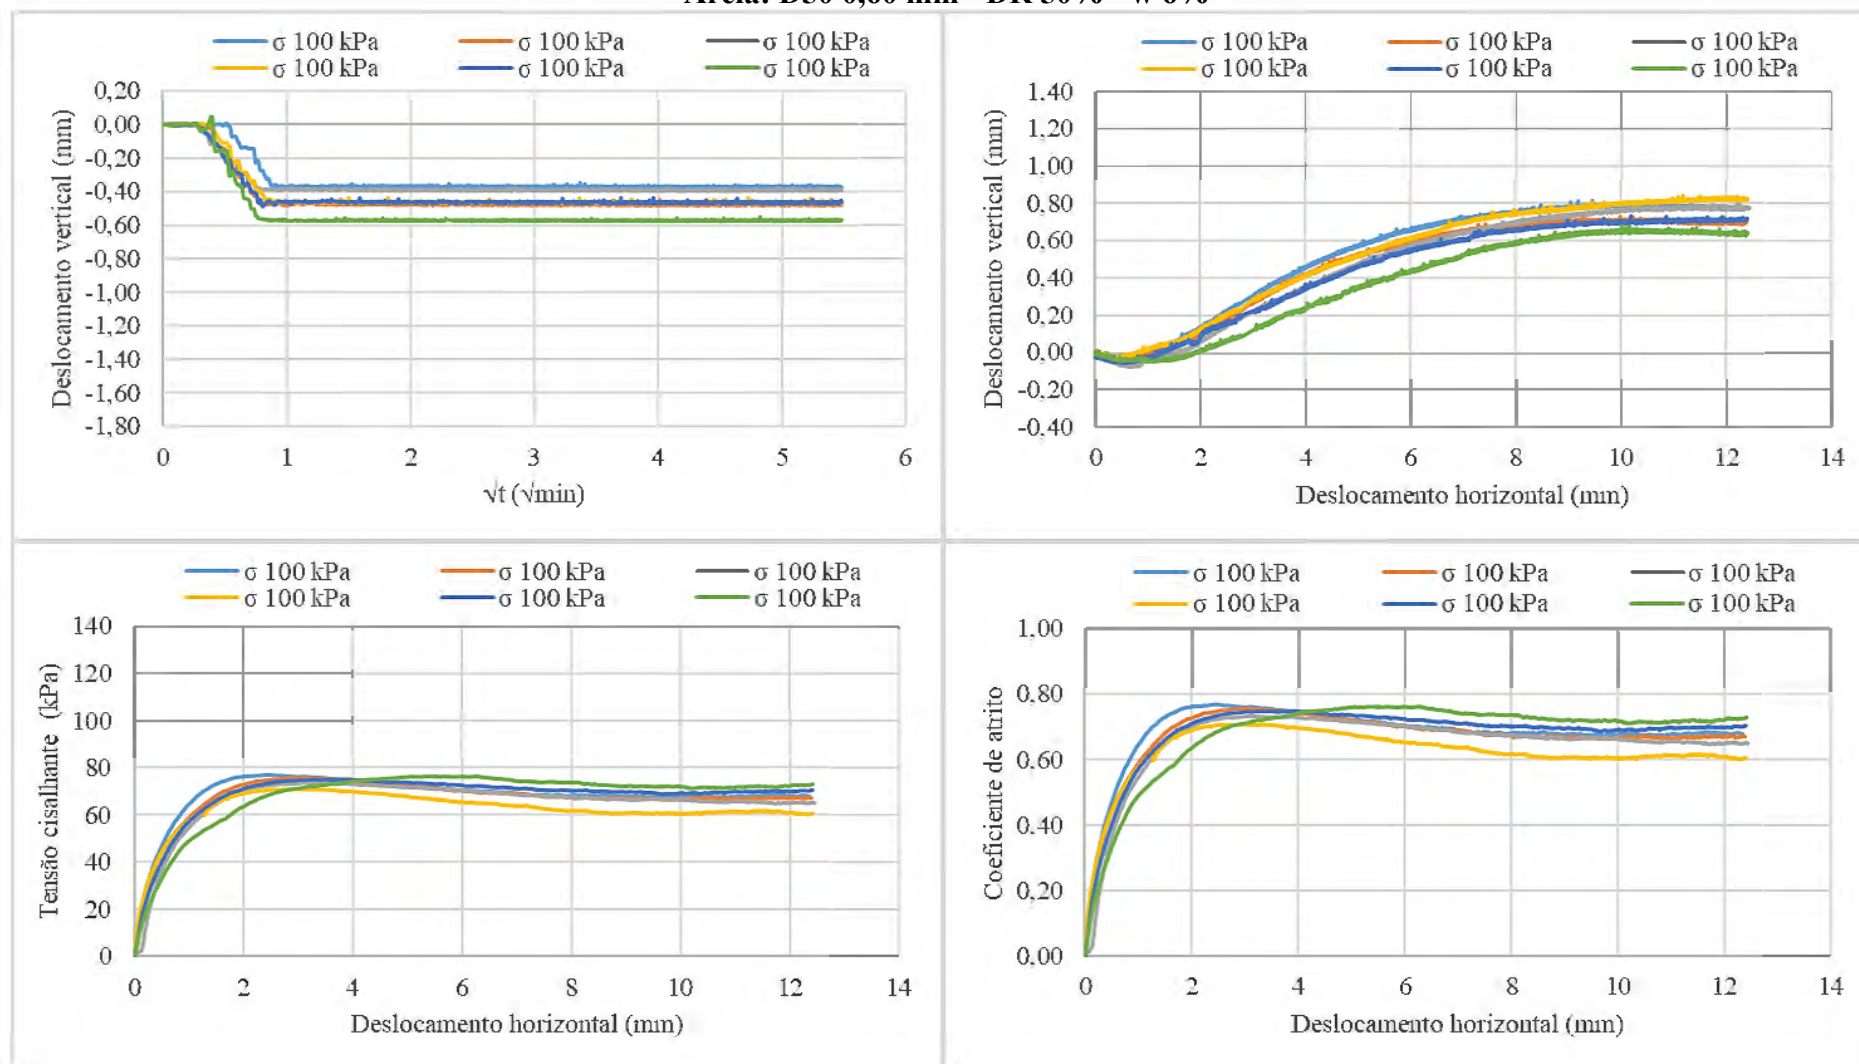 σ 100 kPa σ 100 kPa σ 100 kPa
σ 100 kPa σ 100 kPa σ 100 kPa
0,20
0,00
-0,20
-0,40
-0,60
-0,80
-1,00
-1,20
-1,40
-1,60
-1,80
Deslocamento vertical (mm)
0 1 2 3 4 5 6
√t (√min)
σ 100 kPa σ 100 kPa σ 100 kPa
σ 100 kPa σ 100 kPa σ 100 kPa
1.40
1.20
1.00
0.80
0.60
0.40
0.20
0.00
-0.20
-0.40
Deslocamento vertical (mm)
0 2 4 6 8 10 12 14
Deslocamento horizontal (mm)
σ 100 kPa σ 100 kPa σ 100 kPa
σ 100 kPa σ 100 kPa σ 100 kPa
140
120
100
80
60
40
20
0
Tensão cisalhante (kPa)
0 2 4 6 8 10 12 14
Deslocamento horizontal (mm)
σ 100 kPa σ 100 kPa σ 100 kPa
σ 100 kPa σ 100 kPa σ 100 kPa
1.00
0.80
0.60
0.40
0.20
0.00
Coeficiente de atrito
0 2 4 6 8 10 12 14
Deslocamento horizontal (mm)